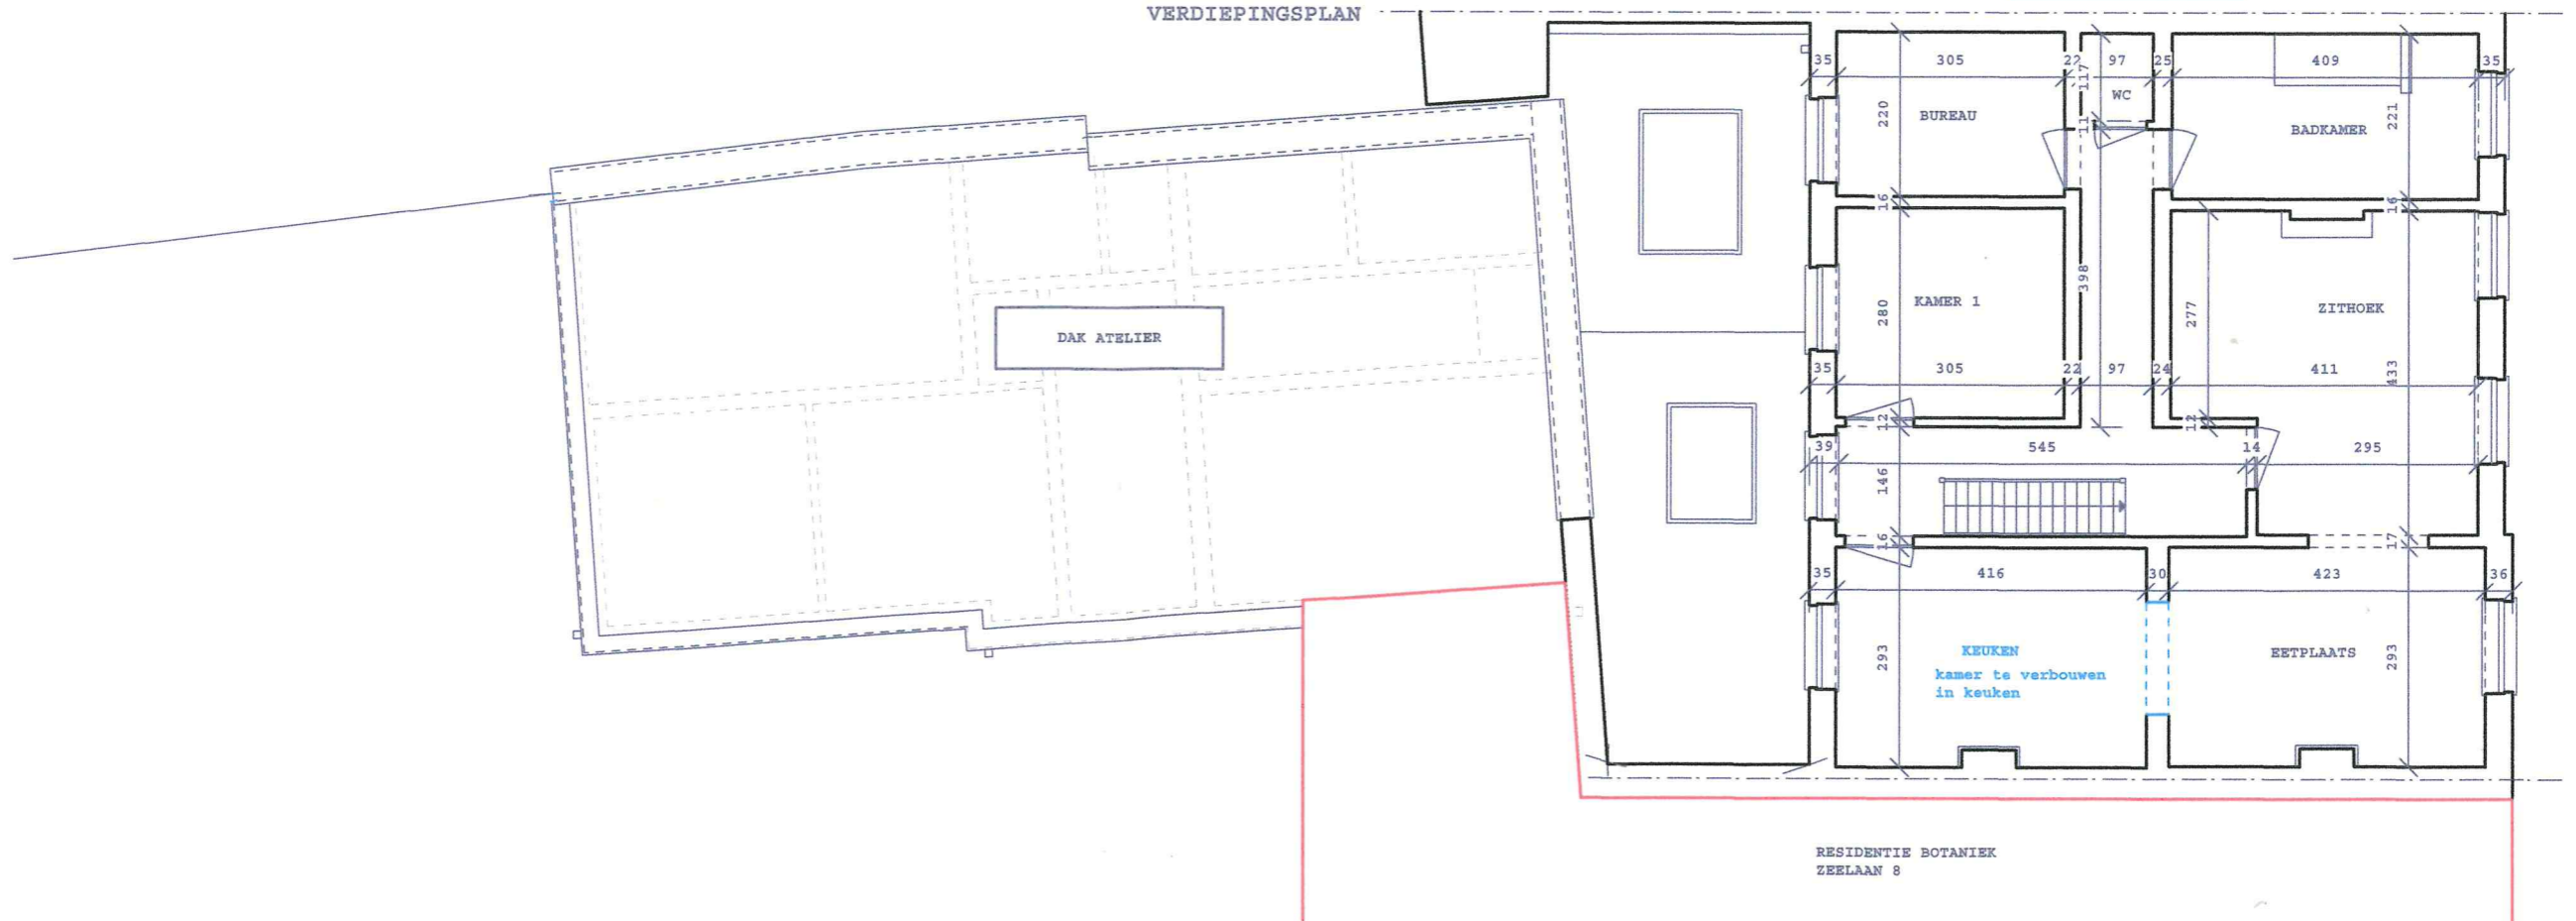 VERDIEPINGSPLAN
35 305 22 97 25 409 35
117
WC
220
BUREAU
221
BADKAMER
11
16
16
398
KAMER 1
280
277
ZITHOEK
DAK ATELIER
35 305 22 97 24 411
433
12
12
39 545 14 295
146
16
17
35 416 30 423 36
KEUKEN
kamer te verbouwen
in keuken
293
EETPLAATS
293
RESIDENTIE BOTANIEK
ZEELAAN 8